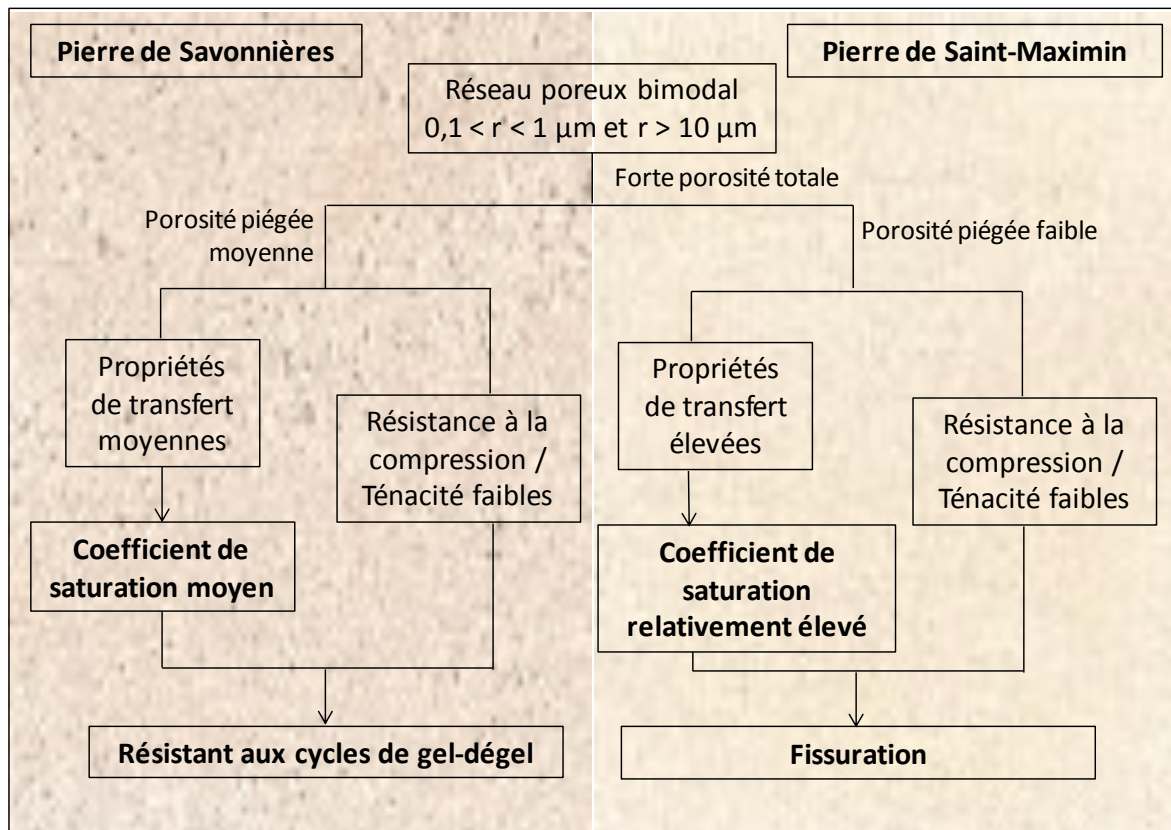 Pierre de Savonnières
Pierre de Saint-Maximin
Réseau poreux bimodal
0,1 < r < 1 µm et r > 10 µm
Forte porosité totale
Porosité piégée
moyenne
Porosité piégée faible
Propriétés
de transfert
moyennes
Résistance à la
compression /
Ténacité faibles
Coefficient de
saturation moyen
Résistant aux cycles de gel-dégel
Propriétés
de transfert
élevées
Résistance à la
compression /
Ténacité faibles
Coefficient de
saturation
relativement élevé
Fissuration